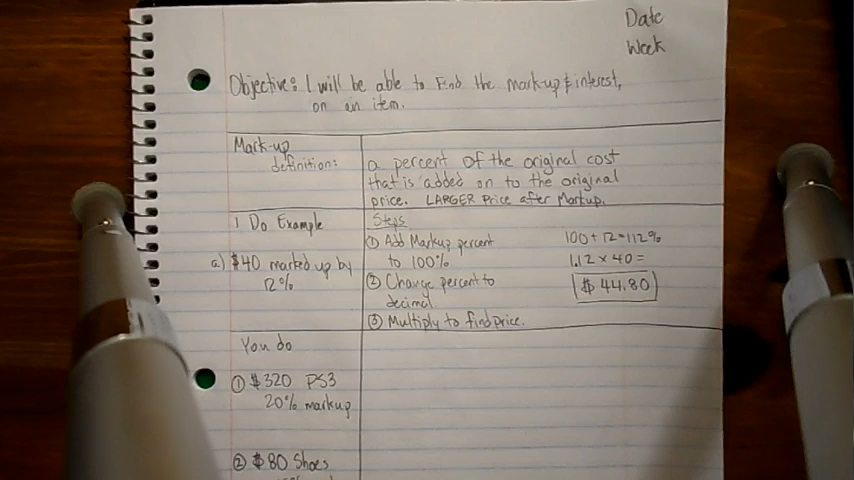 Date
Week
Objective: I will be able to Find the mark-up & interest,
on an item.
Mark-up
definition:
a percent of the original cost
that is added on to the original
price. LARGER Price after Markup.
I Do Example
a) $40 marked up by
12%
Steps
① Add Markup percent
to 100%
② Change percent to
decimal
③ Multiply to find price.
100 + 12 = 112%
1.12 x 40 =
$44.80
You do
① $320 PS3
20% markup
② $80 Shoes